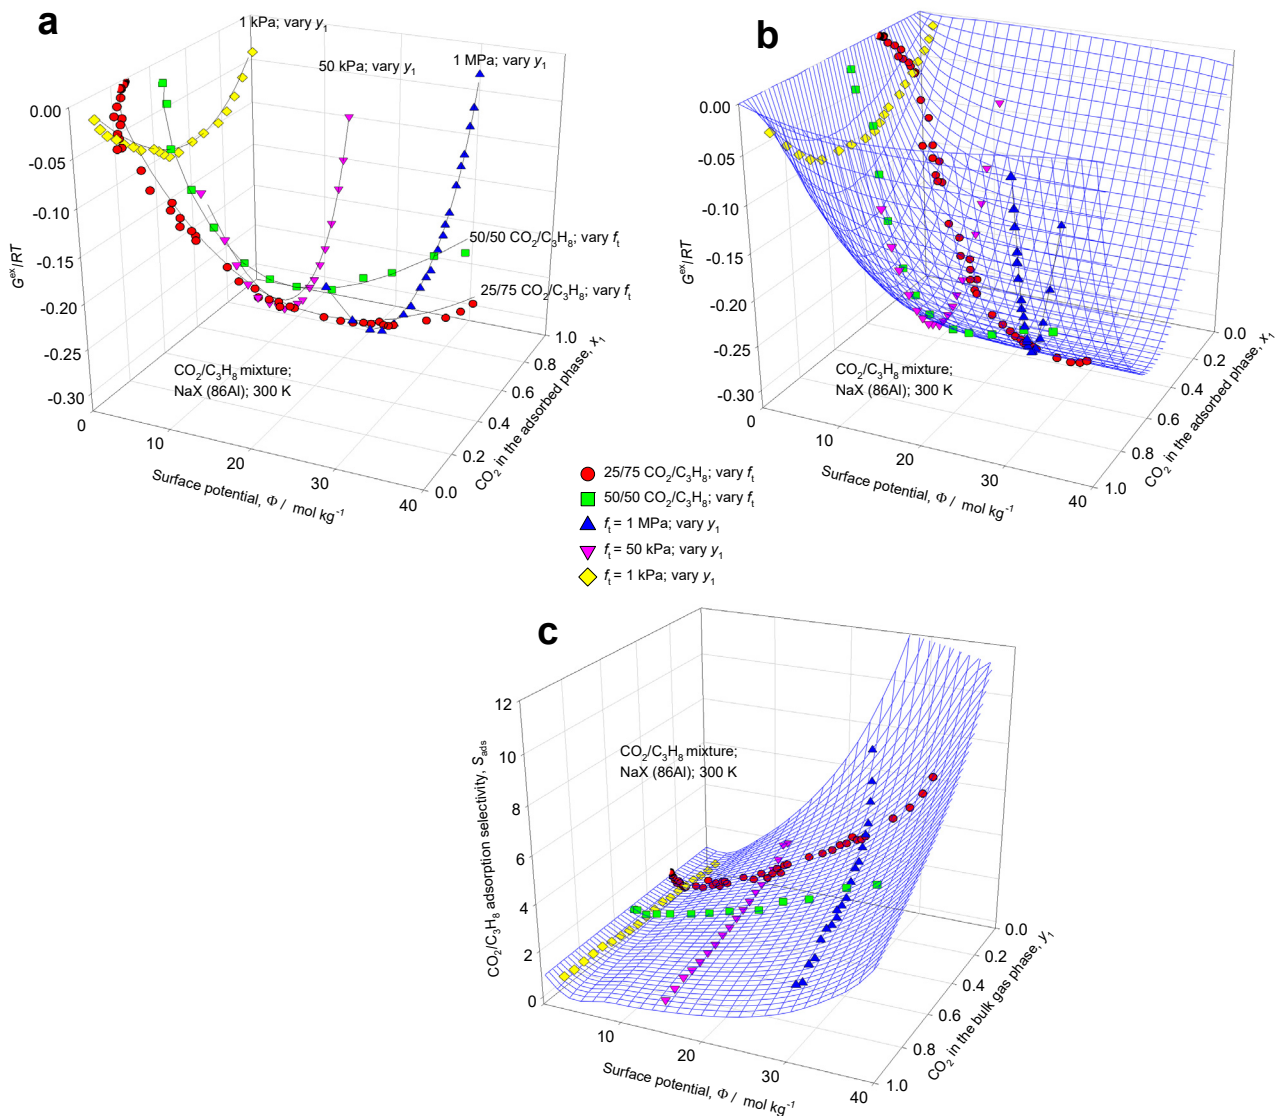 a
1 kPa; vary y₁
50 kPa; vary y₁
1 MPa; vary y₁
0.00
-0.05
-0.10
-0.15
-0.20
-0.25
-0.30
Gᵉˣ/RT
50/50 CO₂/C₃H₈; vary fₜ
25/75 CO₂/C₃H₈; vary fₜ
CO₂/C₃H₈ mixture;
NaX (86Al); 300 K
0
10
20
30
40
Surface potential, Φ / mol kg⁻¹
0.0
0.2
0.4
0.6
0.8
1.0
CO₂ in the adsorbed phase, x₁
b
0.00
-0.05
-0.10
-0.15
-0.20
-0.25
-0.30
Gᵉˣ/RT
CO₂/C₃H₈ mixture;
NaX (86Al); 300 K
0
10
20
30
40
Surface potential, Φ / mol kg⁻¹
0.0
0.2
0.4
0.6
0.8
1.0
CO₂ in the adsorbed phase, x₁
25/75 CO₂/C₃H₈; vary fₜ
50/50 CO₂/C₃H₈; vary fₜ
fₜ = 1 MPa; vary y₁
fₜ = 50 kPa; vary y₁
fₜ = 1 kPa; vary y₁
c
12
10
8
6
4
2
0
CO₂/C₃H₈ adsorption selectivity, Sₐdₛ
CO₂/C₃H₈ mixture;
NaX (86Al); 300 K
10
20
30
40
Surface potential, Φ / mol kg⁻¹
0.0
0.2
0.4
0.6
0.8
1.0
CO₂ in the bulk gas phase, y₁